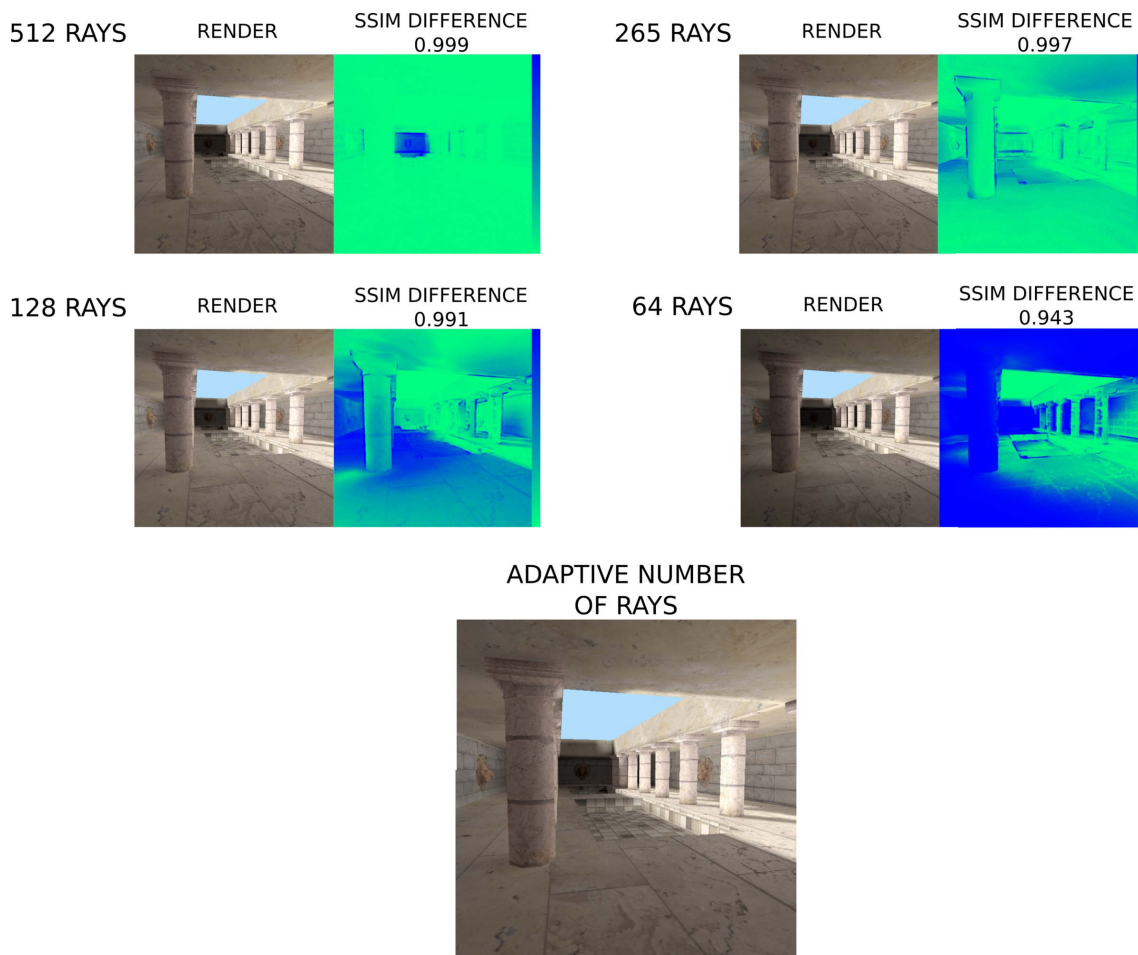 512 RAYS
RENDER
SSIM DIFFERENCE
0.999
265 RAYS
RENDER
SSIM DIFFERENCE
0.997
128 RAYS
RENDER
SSIM DIFFERENCE
0.991
64 RAYS
RENDER
SSIM DIFFERENCE
0.943
ADAPTIVE NUMBER
OF RAYS